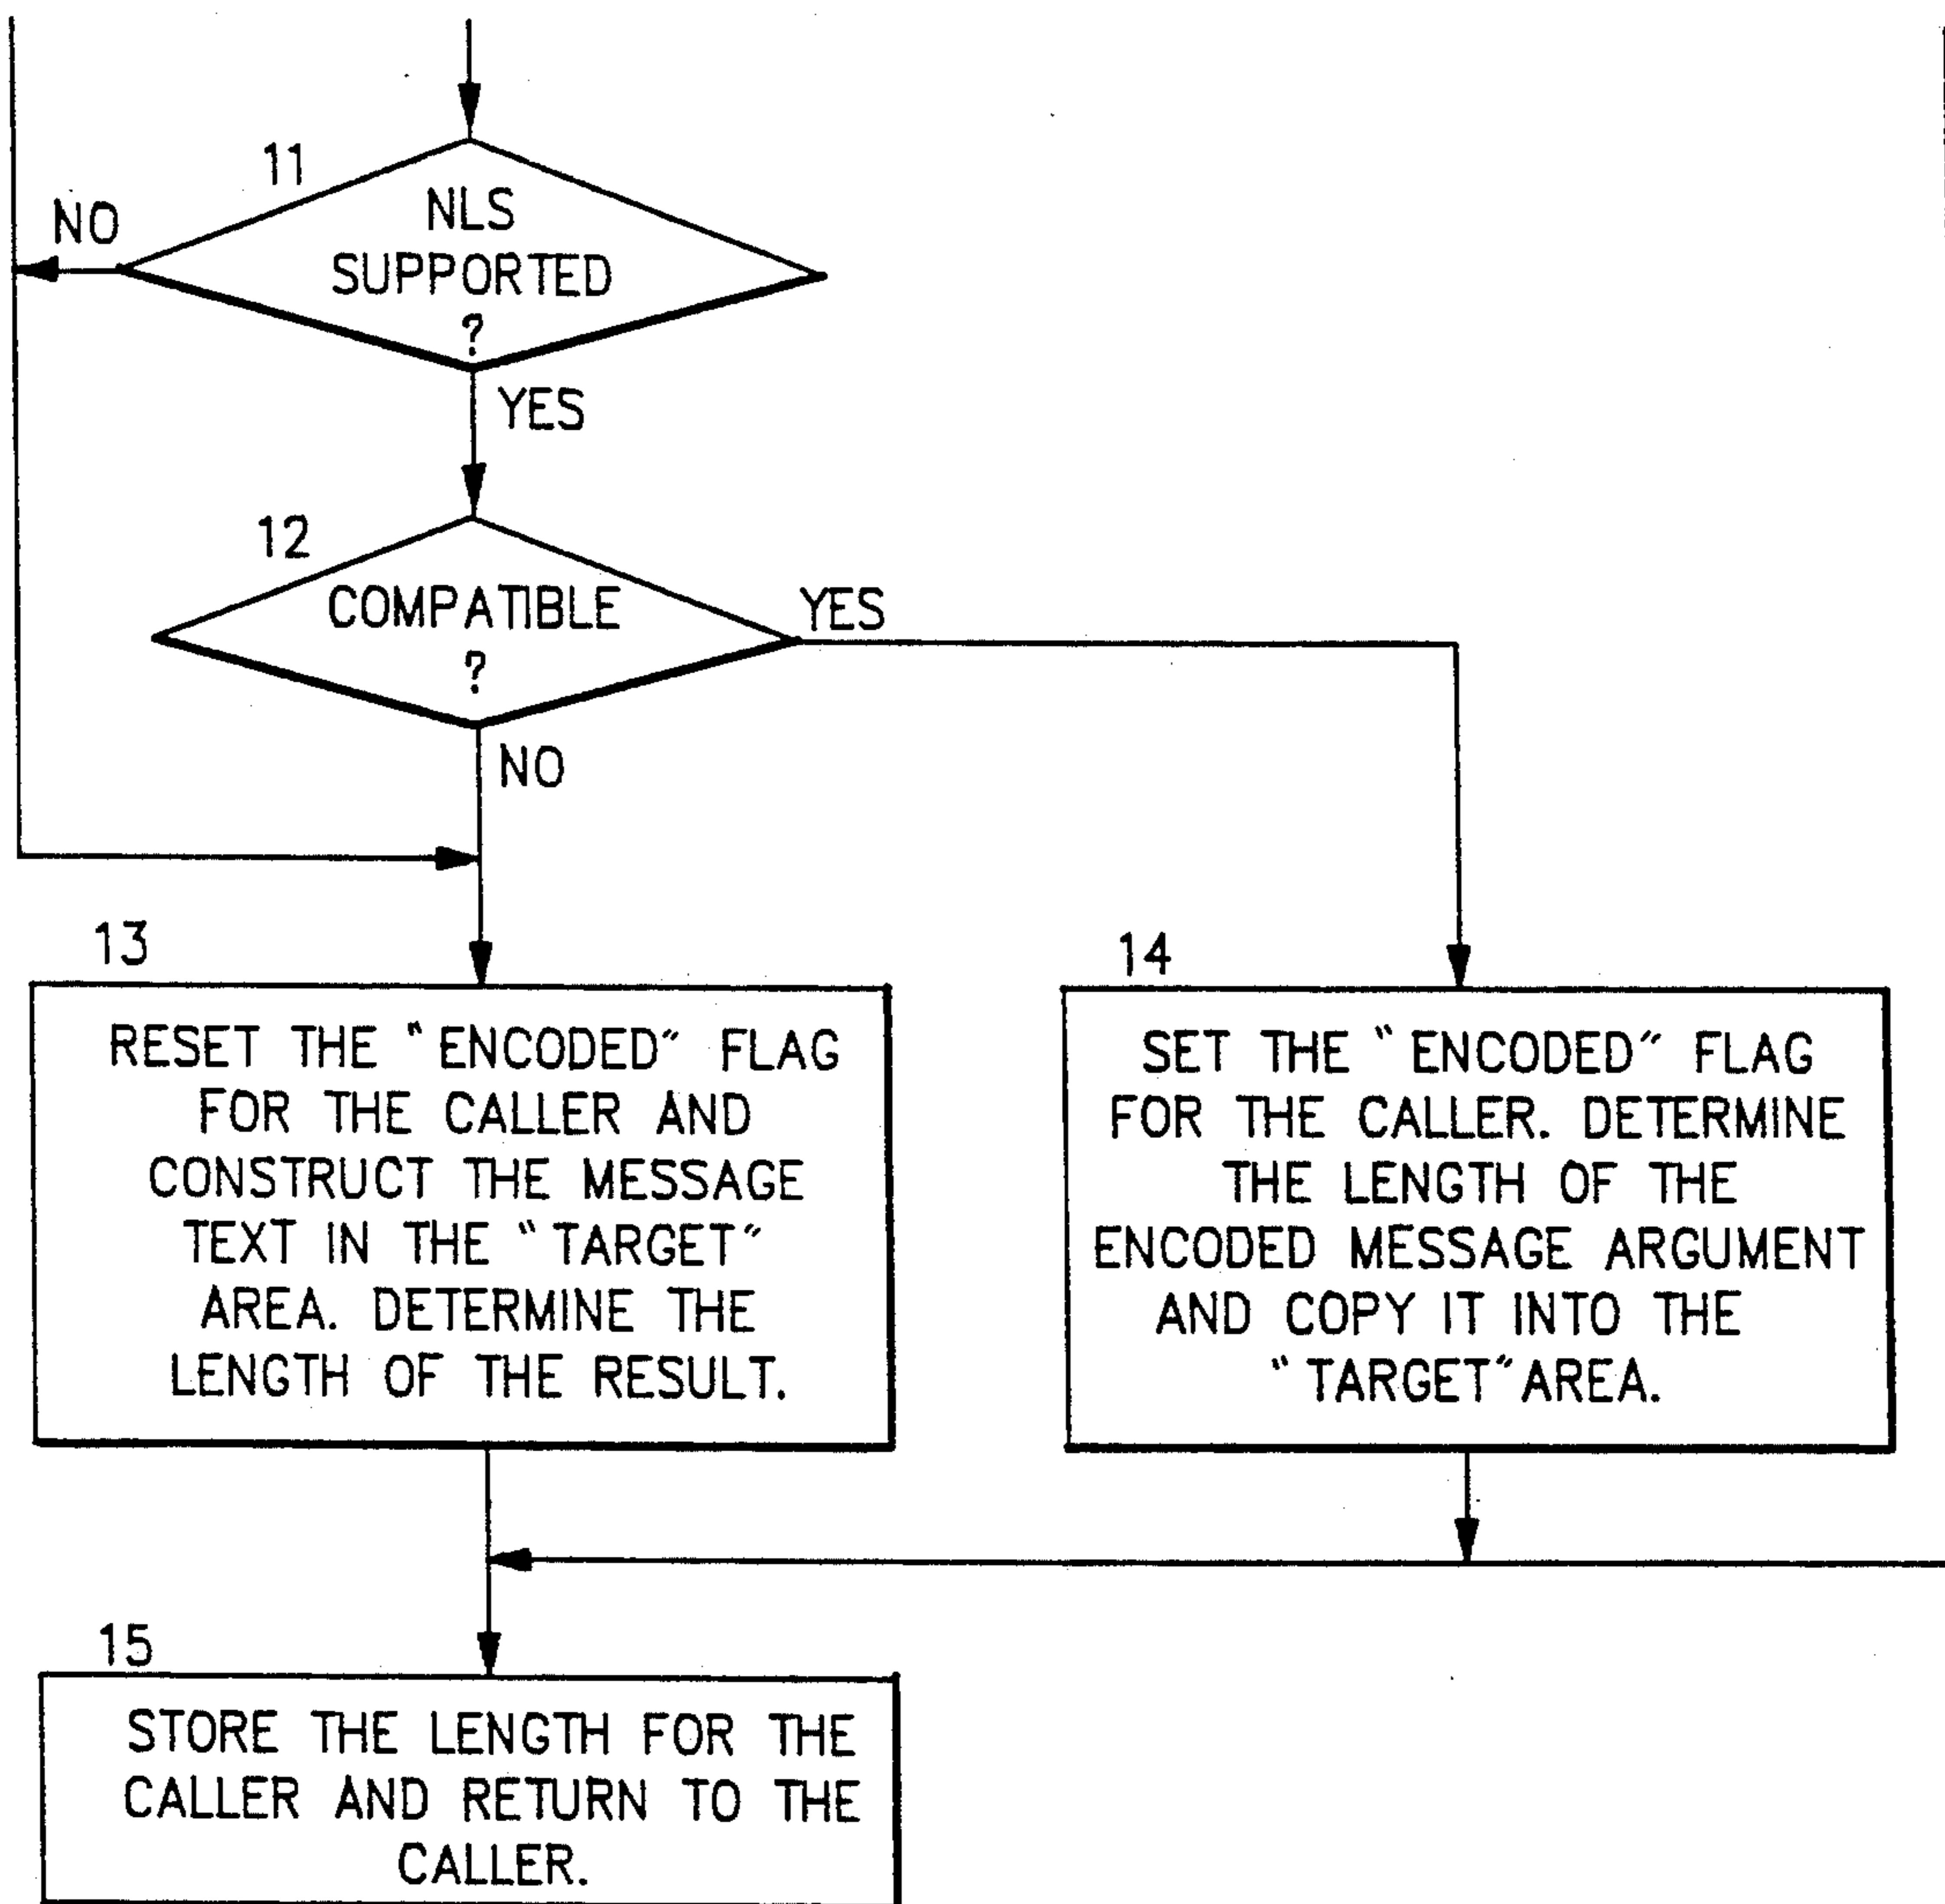 11
NLS
SUPPORTED
?
NO
YES
12
COMPATIBLE
?
YES
NO
13
RESET THE "ENCODED" FLAG
FOR THE CALLER AND
CONSTRUCT THE MESSAGE
TEXT IN THE "TARGET"
AREA. DETERMINE THE
LENGTH OF THE RESULT.
14
SET THE "ENCODED" FLAG
FOR THE CALLER. DETERMINE
THE LENGTH OF THE
ENCODED MESSAGE ARGUMENT
AND COPY IT INTO THE
"TARGET" AREA.
15
STORE THE LENGTH FOR THE
CALLER AND RETURN TO THE
CALLER.